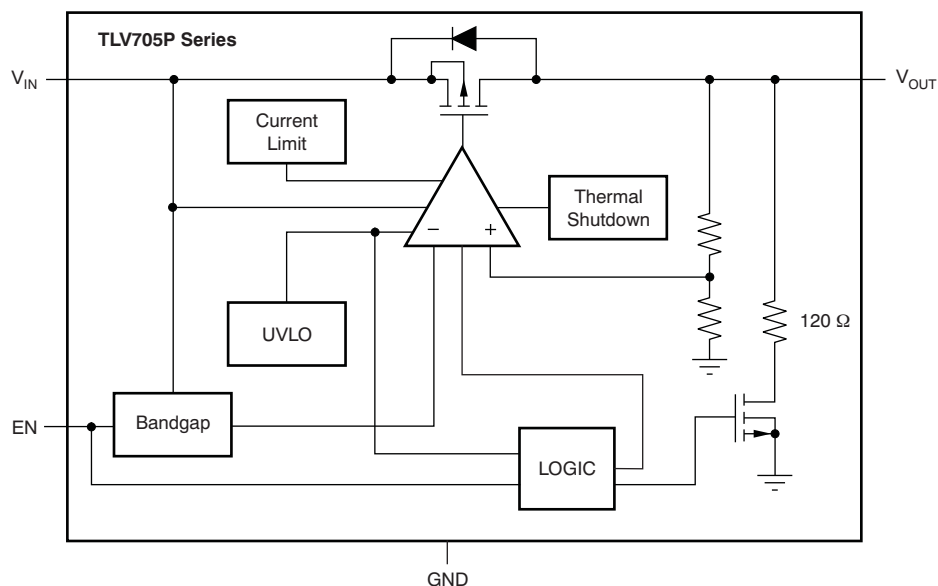 TLV705P Series
VIN
VOUT
Current
Limit
Thermal
Shutdown
− +
UVLO
120 Ω
EN
Bandgap
LOGIC
GND